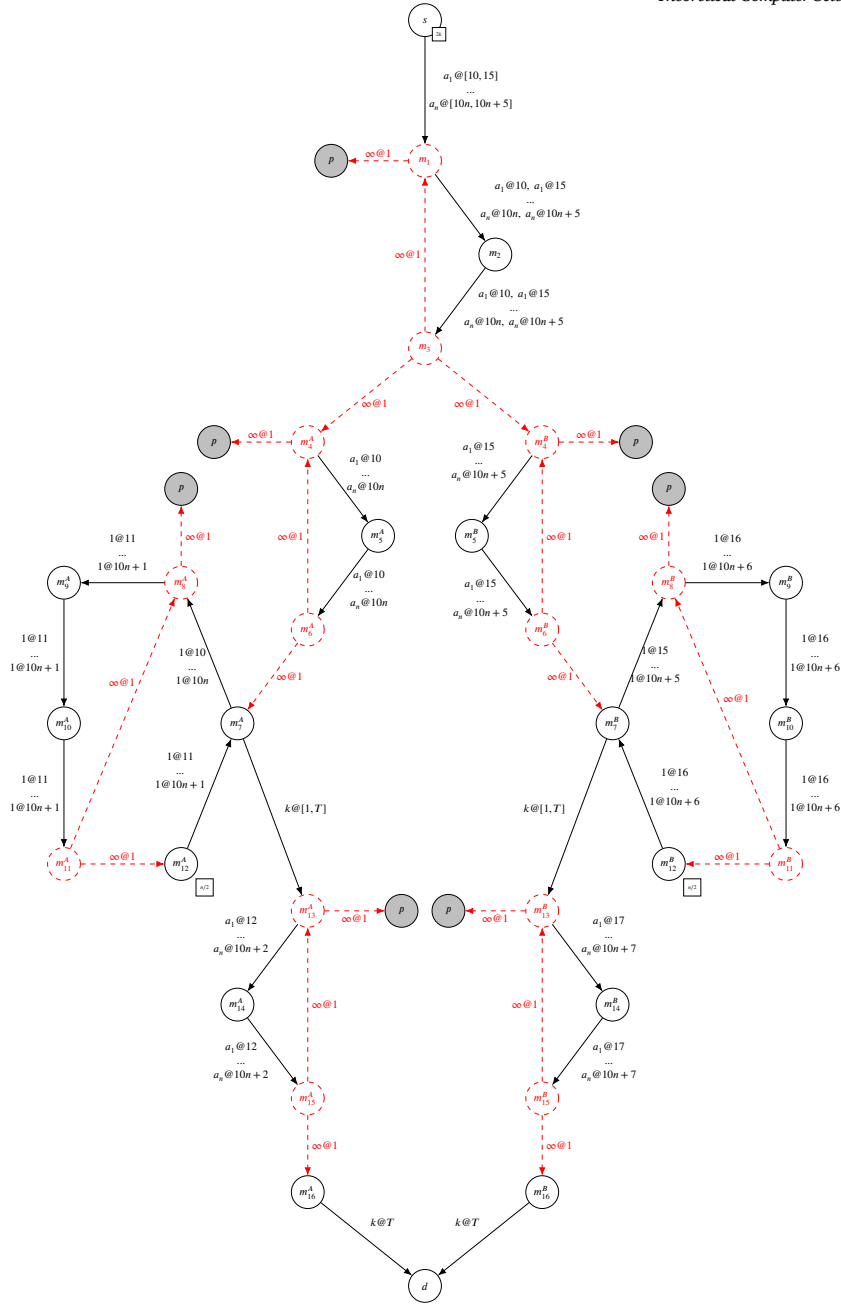 s
2k
a₁@[10, 15]
...
aₙ@[10n, 10n + 5]
p
∞@1
m₁
a₁@10, a₁@15
...
aₙ@10n, aₙ@10n + 5
∞@1
m₂
a₁@10, a₁@15
...
aₙ@10n, aₙ@10n + 5
m₃
∞@1
∞@1
p
∞@1
m₄ᴬ
m₄ᴮ
∞@1
p
a₁@10
...
aₙ@10n
a₁@15
...
aₙ@10n + 5
p
p
∞@1
∞@1
∞@1
∞@1
m₅ᴬ
m₅ᴮ
1@11
...
1@10n + 1
1@16
...
1@10n + 6
m₉ᴬ
m₈ᴬ
a₁@10
...
aₙ@10n
a₁@15
...
aₙ@10n + 5
m₈ᴮ
m₉ᴮ
m₆ᴬ
m₆ᴮ
1@11
...
1@10n + 1
∞@1
1@10
...
1@10n
∞@1
∞@1
1@15
...
1@10n + 5
∞@1
1@16
...
1@10n + 6
m₁₀ᴬ
m₇ᴬ
m₇ᴮ
m₁₀ᴮ
1@11
...
1@10n + 1
1@11
...
1@10n + 1
k@[1, T]
k@[1, T]
1@16
...
1@10n + 6
1@16
...
1@10n + 6
m₁₁ᴬ
∞@1
m₁₂ᴬ
m₁₂ᴮ
∞@1
m₁₁ᴮ
m₁₃ᴬ
∞@1
p
p
∞@1
m₁₃ᴮ
a₁@12
...
aₙ@10n + 2
a₁@17
...
aₙ@10n + 7
m₁₄ᴬ
∞@1
∞@1
m₁₄ᴮ
a₁@12
...
aₙ@10n + 2
a₁@17
...
aₙ@10n + 7
m₁₅ᴬ
m₁₅ᴮ
∞@1
∞@1
m₁₆ᴬ
m₁₆ᴮ
k@T
k@T
d